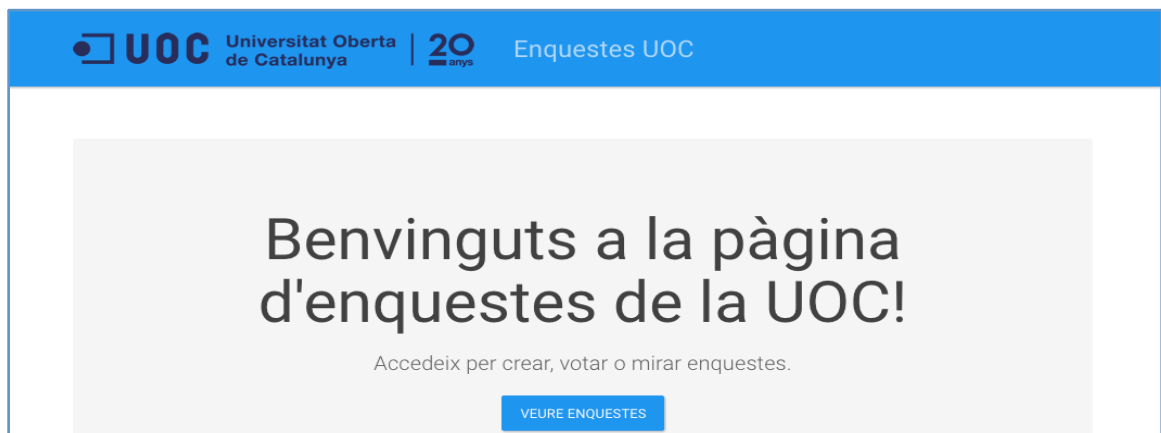 UOC Universitat Oberta de Catalunya 20 anys Enquestes UOC
Benvinguts a la pàgina
d'enquestes de la UOC!
Accedeix per crear, votar o mirar enquestes.
VEURE ENQUESTES